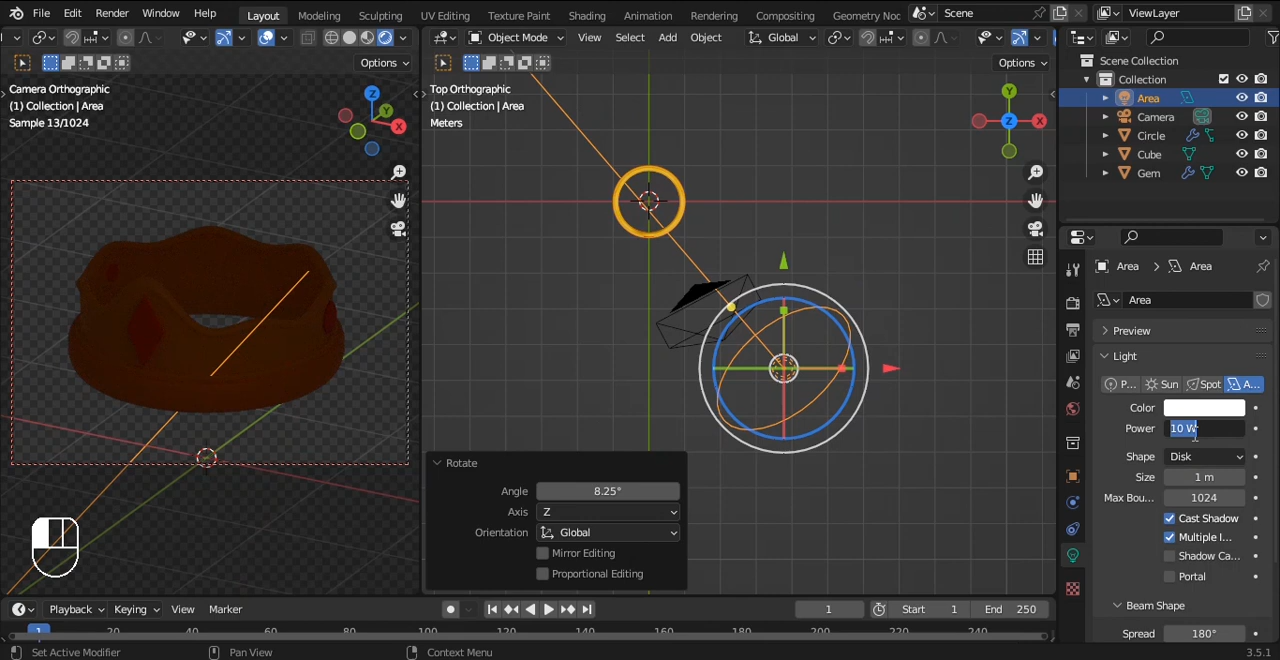 File Edit Render Window Help Layout Modeling Sculpting UV Editing Texture Paint Shading Animation Rendering Compositing Geometry Noc Scene ViewLayer
Object Mode View Select Add Object Global
Options Options
Camera Orthographic
(1) Collection | Area
Sample 13/1024
Z
Y
X
Top Orthographic
(1) Collection | Area
Meters
Y
Z
X
Rotate
Angle 8.25°
Axis Z
Orientation Global
Mirror Editing
Proportional Editing
Scene Collection
Collection
Area
Camera
Circle
Cube
Gem
Area Area
Area
Preview
Light
P... Sun Spot A...
Color
Power 10 W
Shape Disk
Size 1 m
Max Bou... 1024
Cast Shadow
Multiple I...
Shadow Ca...
Portal
Beam Shape
Spread 180°
Playback Keying View Marker 1 Start 1 End 250
1 20 40 60 80 100 120 140 160 180 200 220 240
Set Active Modifier Pan View Context Menu 3.5.1